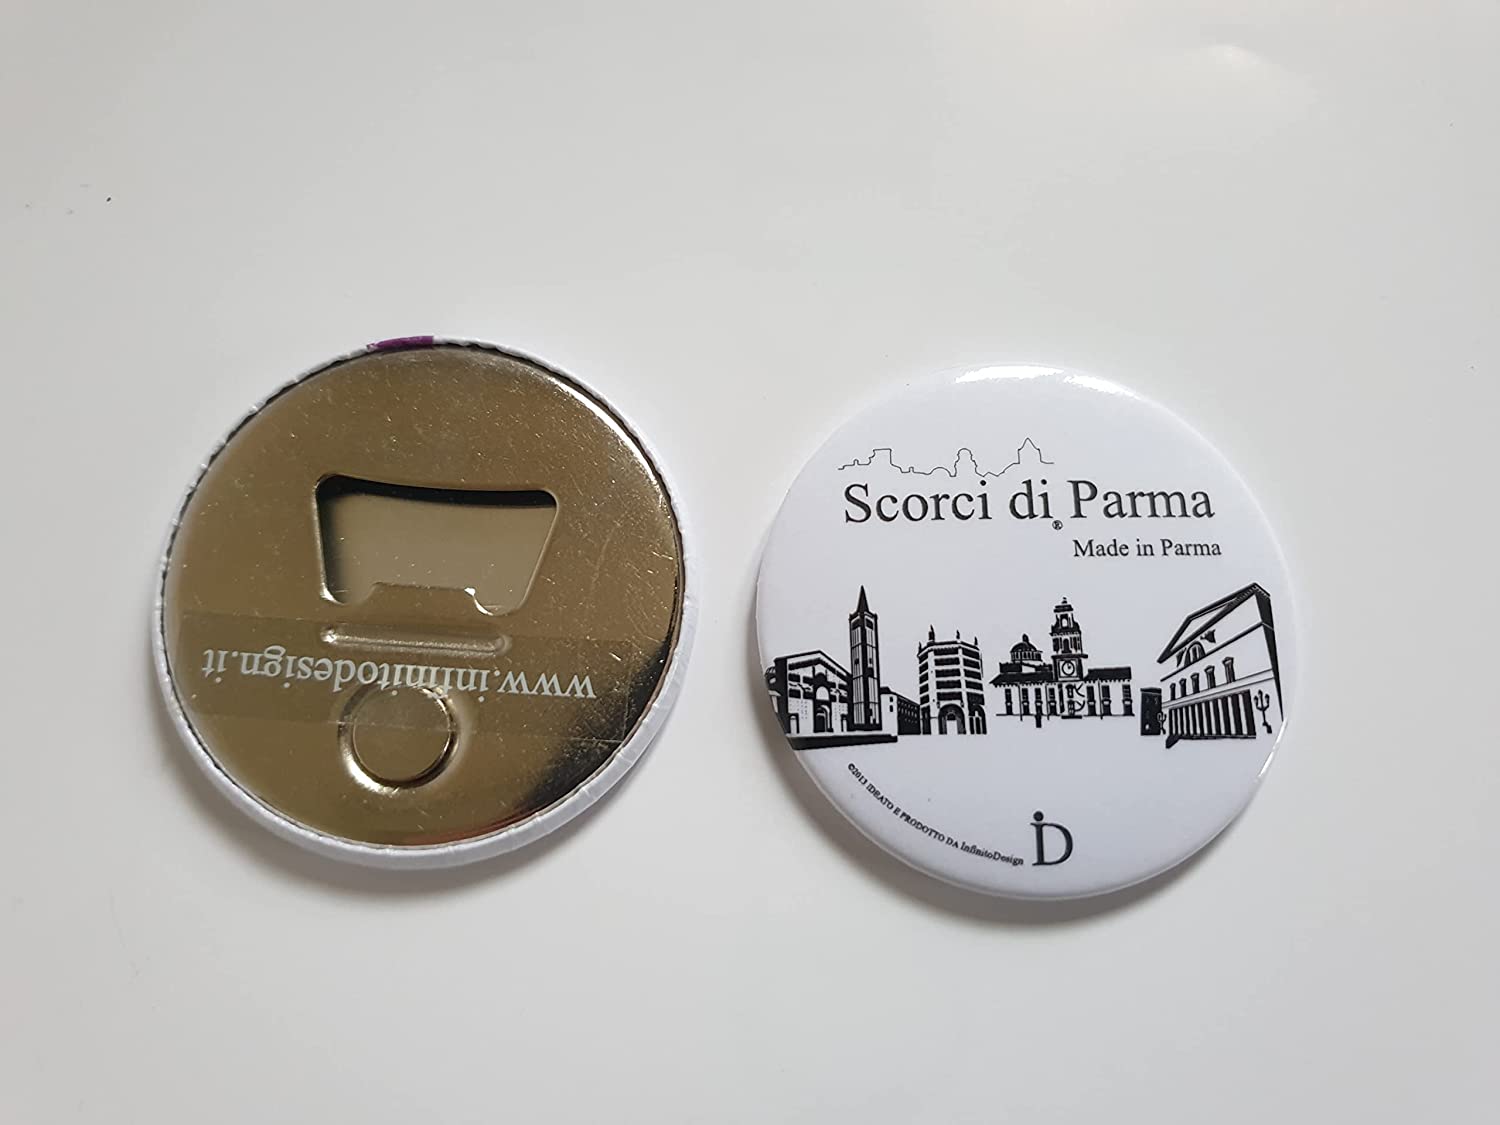 www.infinitodesign.it
Scorci di Parma
®
Made in Parma
©2013 IDEATO E PRODOTTO DA InfinitoDesign
iD